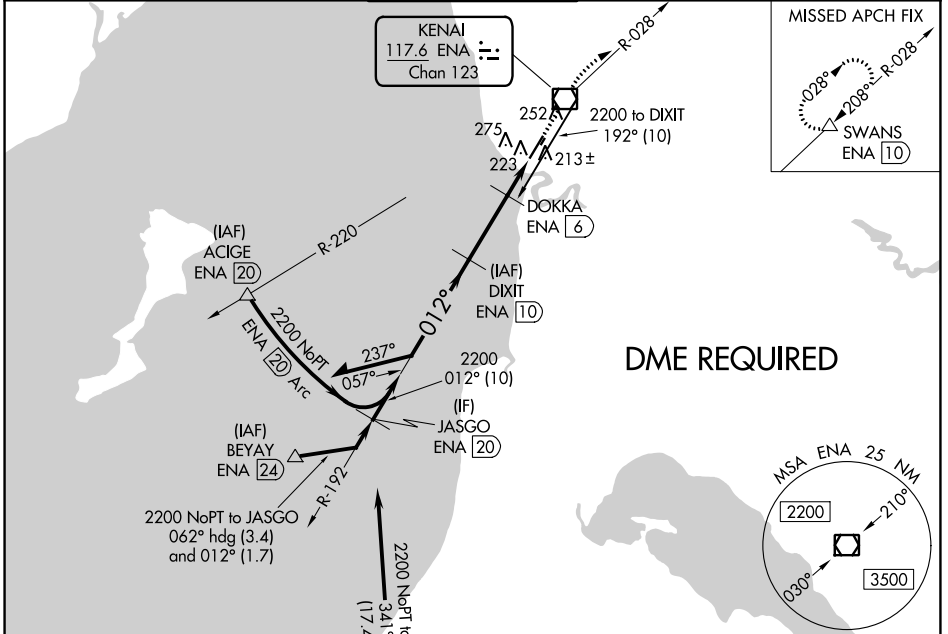 KENAI
117.6 ENA
Chan 123
R-028
MISSED APCH FIX
R-028
028°
208°
SWANS
ENA 10
252
275
223
213±
2200 to DIXIT
192° (10)
DOKKA
ENA 6
(IAF)
ACIGE
ENA 20
R-220
(IAF)
DIXIT
ENA 10
012°
2200 NoPT
ENA 20 Arc
237°
057°
2200
012° (10)
DME REQUIRED
(IF)
JASGO
ENA 20
(IAF)
BEYAY
ENA 24
R-192
2200 NoPT to JASGO
062° hdg (3.4)
and 012° (1.7)
2200 NoPT to
341°
(17.4
MSA ENA 25 NM
2200
210°
030°
3500